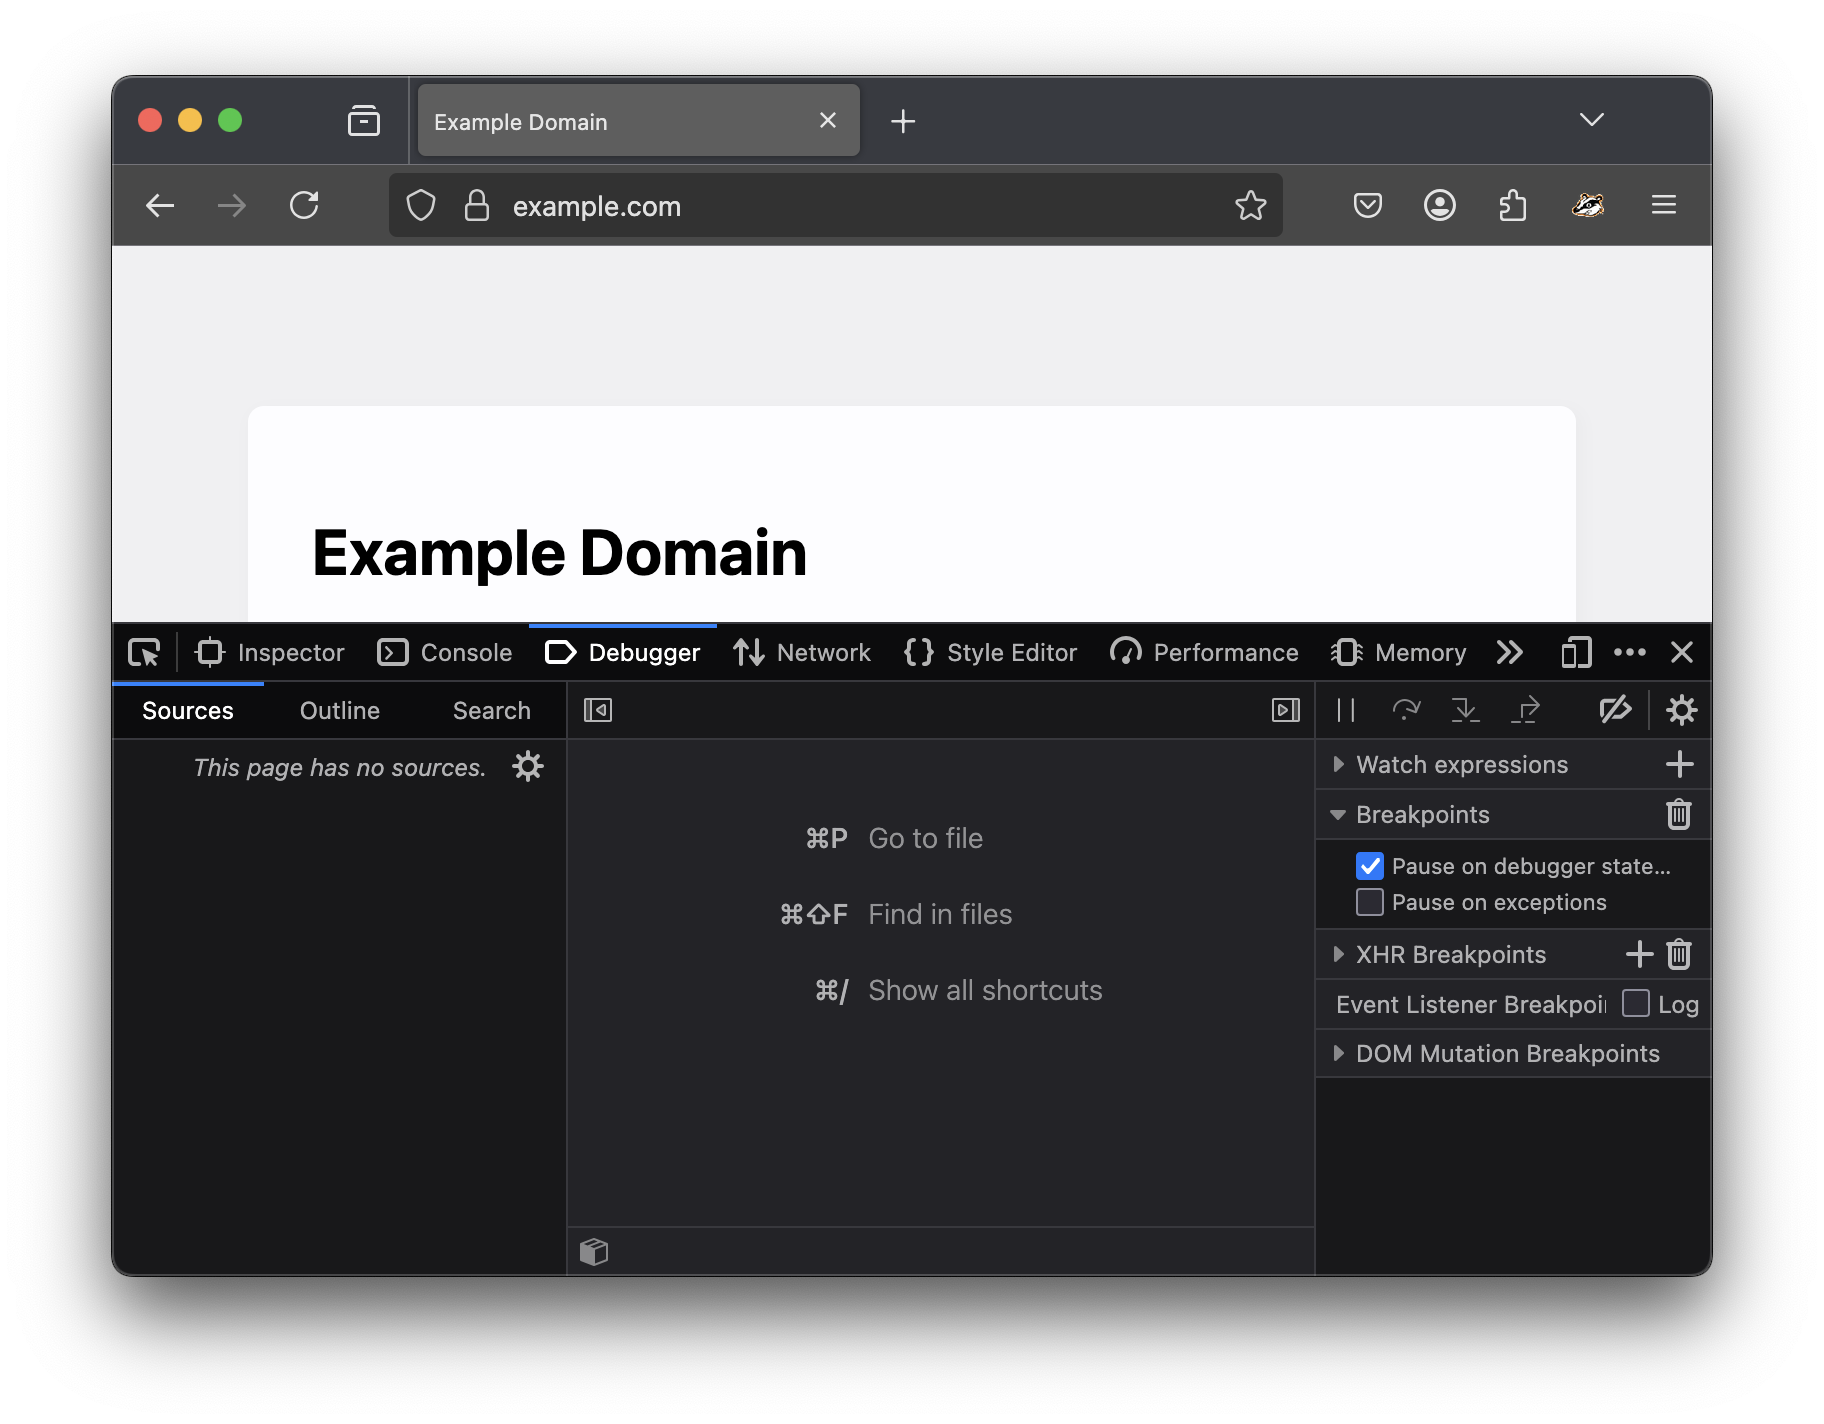 Example Domain
example.com
Example Domain
Inspector Console Debugger Network Style Editor Performance Memory
Sources Outline Search
This page has no sources.
⌘P Go to file
⌘⇧F Find in files
⌘/ Show all shortcuts
Watch expressions
Breakpoints
Pause on debugger state...
Pause on exceptions
XHR Breakpoints
Event Listener Breakpoi Log
DOM Mutation Breakpoints